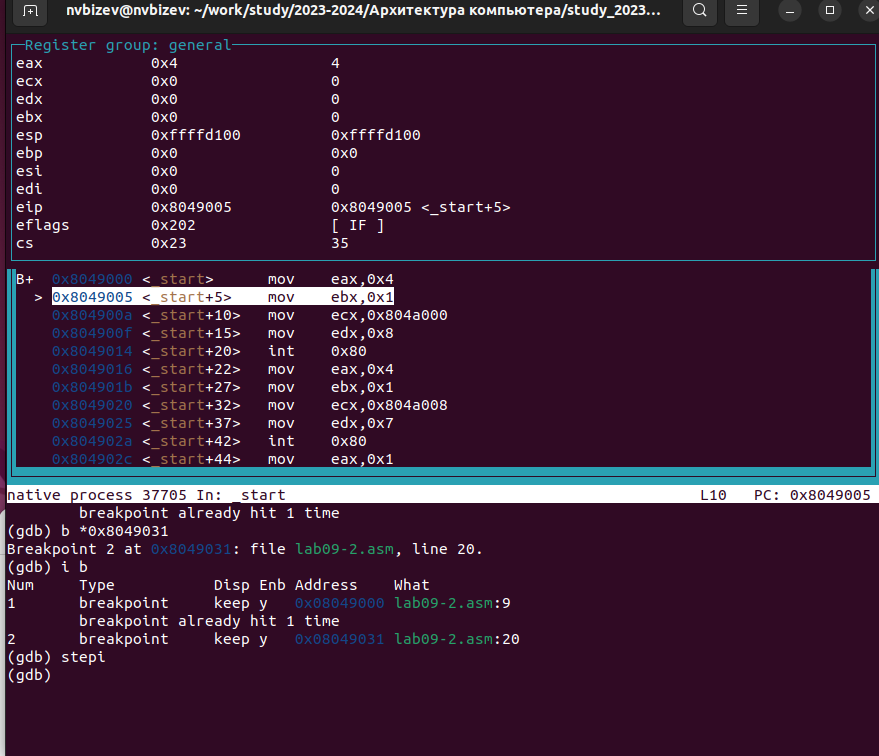 nvbizev@nvbizev: ~/work/study/2023-2024/Архитектура компьютера/study_2023...
Register group: general
eax 0x4 4
ecx 0x0 0
edx 0x0 0
ebx 0x0 0
esp 0xffffd100 0xffffd100
ebp 0x0 0x0
esi 0x0 0
edi 0x0 0
eip 0x8049005 0x8049005 <_start+5>
eflags 0x202 [ IF ]
cs 0x23 35
B+ 0x8049000 <_start> mov eax,0x4
> 0x8049005 <_start+5> mov ebx,0x1
0x804900a <_start+10> mov ecx,0x804a000
0x804900f <_start+15> mov edx,0x8
0x8049014 <_start+20> int 0x80
0x8049016 <_start+22> mov eax,0x4
0x804901b <_start+27> mov ebx,0x1
0x8049020 <_start+32> mov ecx,0x804a008
0x8049025 <_start+37> mov edx,0x7
0x804902a <_start+42> int 0x80
0x804902c <_start+44> mov eax,0x1
native process 37705 In: _start L10 PC: 0x8049005
breakpoint already hit 1 time
(gdb) b *0x8049031
Breakpoint 2 at 0x8049031: file lab09-2.asm, line 20.
(gdb) i b
Num Type Disp Enb Address What
1 breakpoint keep y 0x08049000 lab09-2.asm:9
breakpoint already hit 1 time
2 breakpoint keep y 0x08049031 lab09-2.asm:20
(gdb) stepi
(gdb)